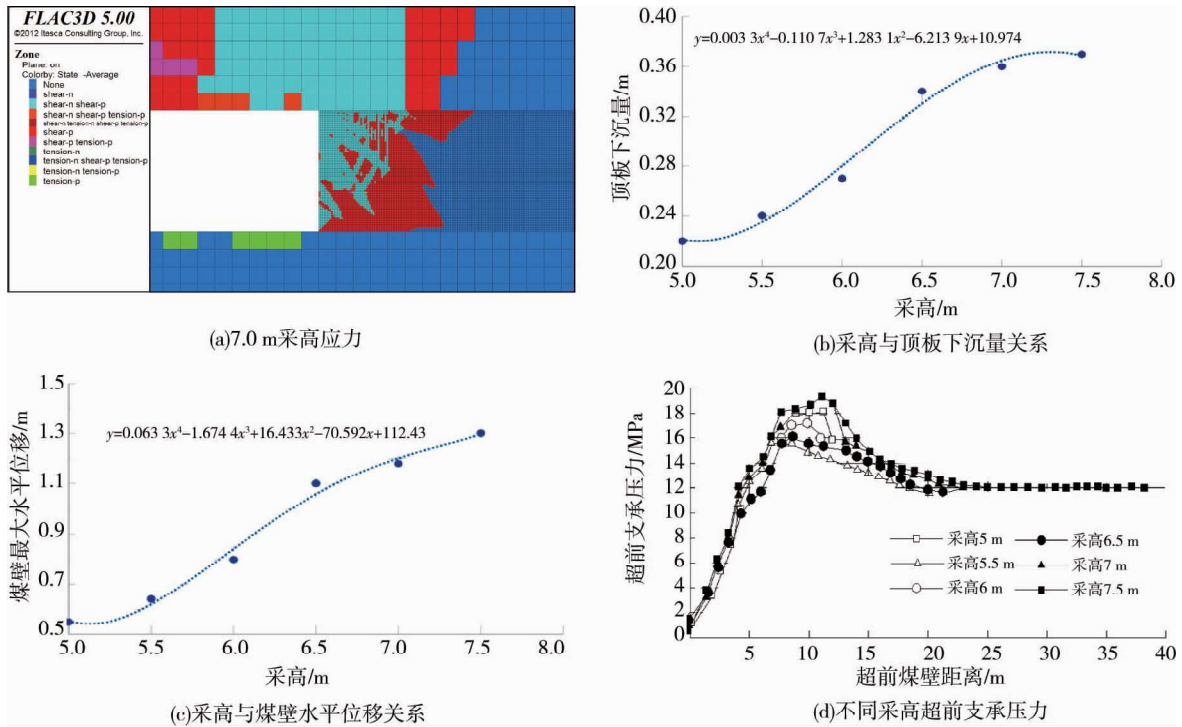 FLAC3D 5.00
©2012 Itasca Consulting Group, Inc.
Zone
Plane: on
Colorby: State -Average
None
shear-n
shear-n shear-p
shear-n shear-p tension-p
shear-n tension-n shear-p tension-p
shear-p
shear-p tension-p
tension-n
tension-n shear-p tension-p
tension-n tension-p
tension-p
(a)7.0 m采高应力
0.40
0.36
0.32
0.28
0.24
0.20
顶板下沉量/m
y=0.003 3x⁴−0.110 7x³+1.283 1x²−6.213 9x+10.974
5.0 5.5 6.0 6.5 7.0 7.5 8.0
采高/m
(b)采高与顶板下沉量关系
1.5
1.3
1.1
0.9
0.7
0.5
煤壁最大水平位移/m
y=0.063 3x⁴−1.674 4x³+16.433x²−70.592x+112.43
5.0 5.5 6.0 6.5 7.0 7.5 8.0
采高/m
(c)采高与煤壁水平位移关系
20
18
16
14
12
10
8
6
4
2
0
超前支承压力/MPa
采高5 m
采高5.5 m
采高6 m
采高6.5 m
采高7 m
采高7.5 m
5 10 15 20 25 30 35 40
超前煤壁距离/m
(d)不同采高超前支承压力